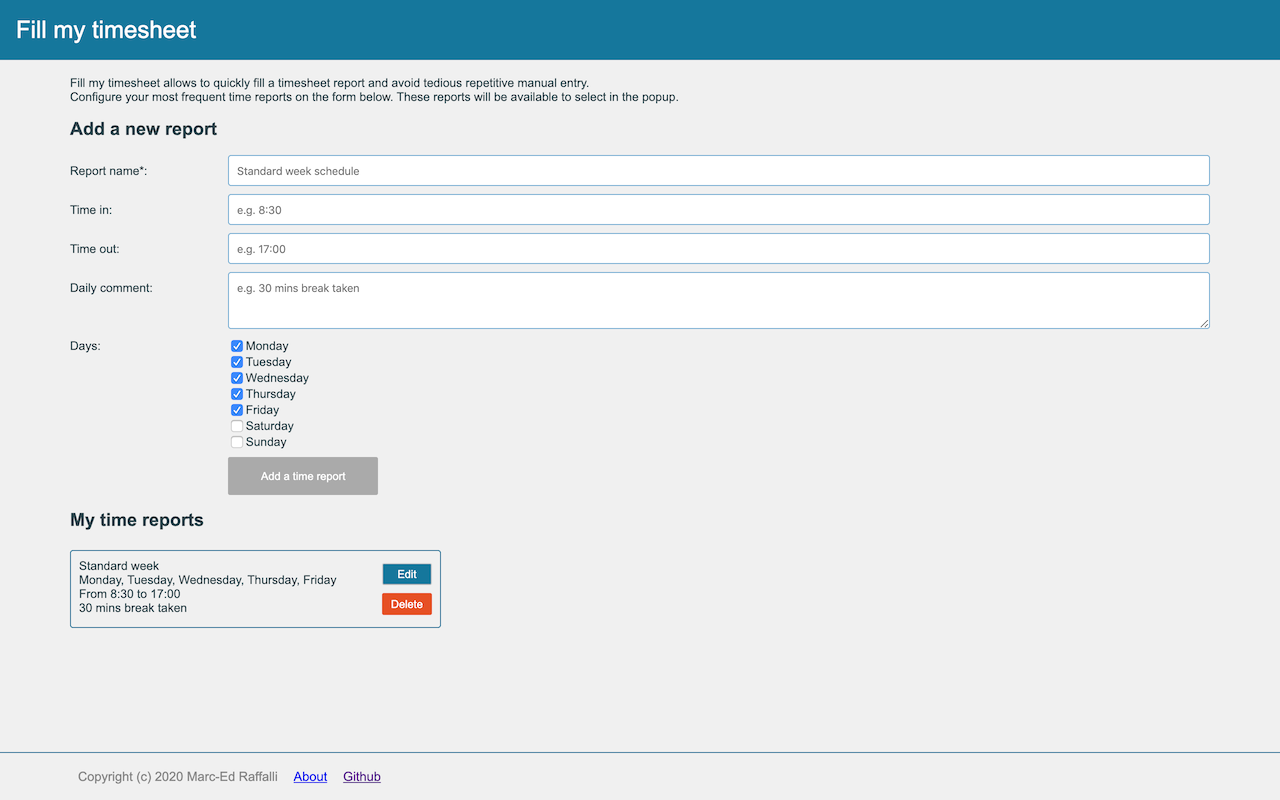 Fill my timesheet
Fill my timesheet allows to quickly fill a timesheet report and avoid tedious repetitive manual entry.
Configure your most frequent time reports on the form below. These reports will be available to select in the popup.
Add a new report
Report name*:
Standard week schedule
Time in:
e.g. 8:30
Time out:
e.g. 17:00
Daily comment:
e.g. 30 mins break taken
Days:
Monday
Tuesday
Wednesday
Thursday
Friday
Saturday
Sunday
Add a time report
My time reports
Standard week
Monday, Tuesday, Wednesday, Thursday, Friday
From 8:30 to 17:00
30 mins break taken
Edit
Delete
Copyright (c) 2020 Marc-Ed Raffalli About Github